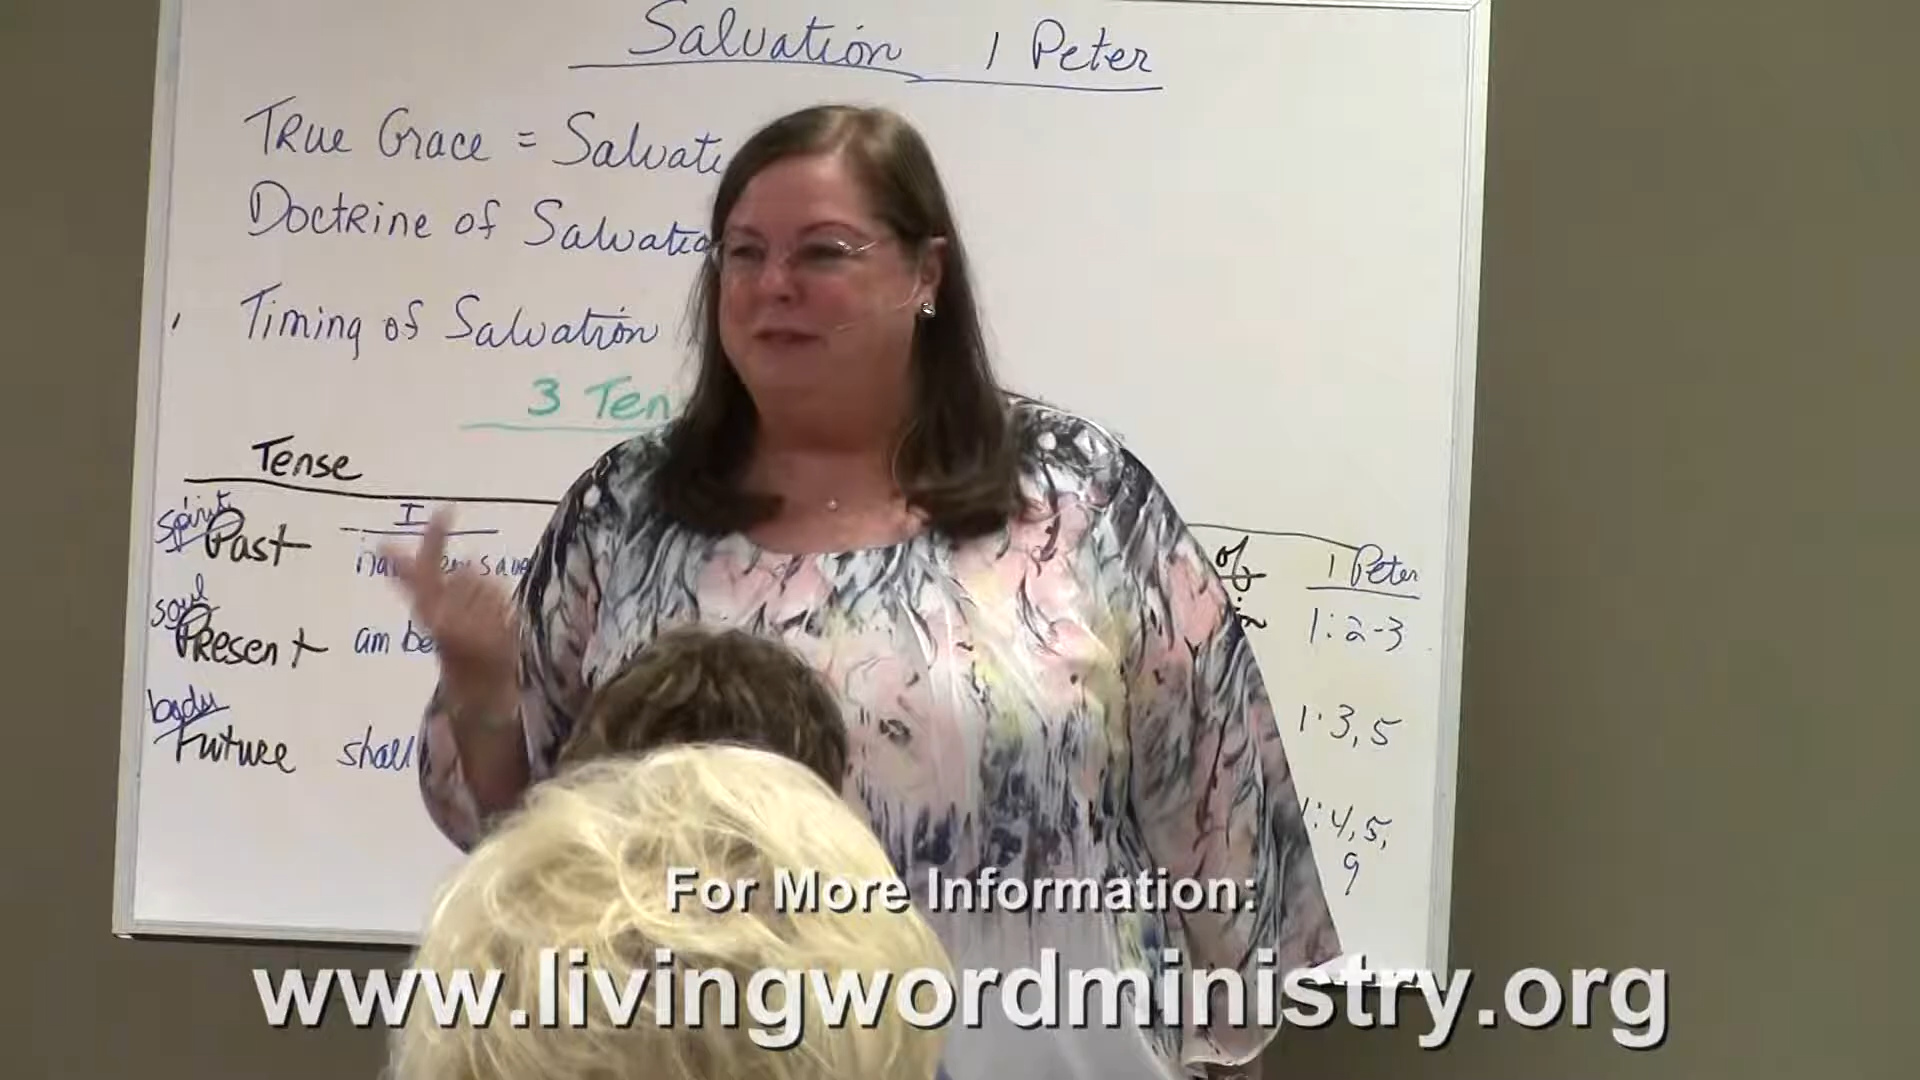 Salvation 1 Peter
True Grace = Salvati
Doctrine of Salvatio
Timing of Salvation
3 Ten
Tense
spirit
Past I of 1 Peter
1:2-3
soul
Present am be
1:3,5
body
Future shall
1:4,5,
9
For More Information:
www.livingwordministry.org